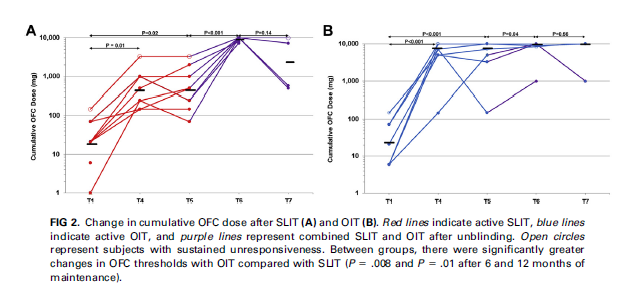 A
P=0.02
P<0.001
P=0.14
P = 0.01
10,000
1,000
100
10
1
Cumulative OFC Dose (mg)
T1
T4
T5
T6
T7
B
P<0.001
P=0.04
<0.001
10,000
1,000
100
10
1
Cumulative OFC Dose (mg)
T1
T4
T5
T6
T7
FIG 2. Change in cumulative OFC dose after SLIT (A) and OIT (B). Red lines indicate active SLIT, blue lines
indicate active OIT, and purple lines represent combined SLIT and OIT after unblinding. Open circles
represent subjects with sustained unresponsiveness. Between groups, there were significantly greater
changes in OFC thresholds with OIT compared with SLIT (P = .008 and P = .01 after 6 and 12 months of
maintenance).